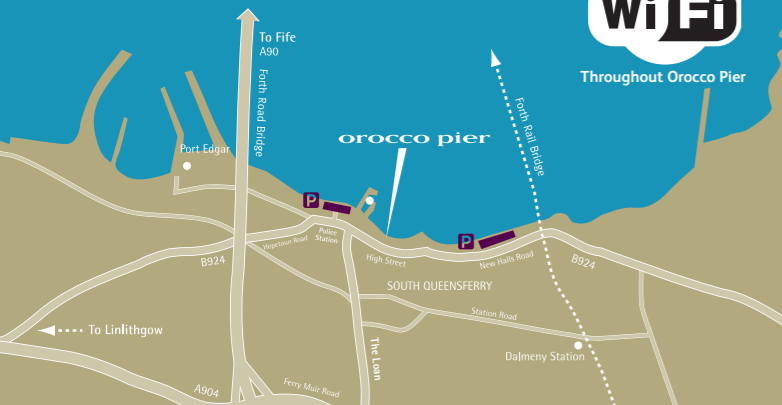 Wi Fi
Throughout Orocco Pier
To Fife
A90
Forth Road Bridge
Forth Rail Bridge
orocco pier
Port Edgar
P
P
Police
Station
Hopetoun Road
B924
High Street
New Halls Road
B924
SOUTH QUEENSFERRY
Station Road
To Linlithgow
The Loan
Dalmeny Station
A904
Ferry Muir Road